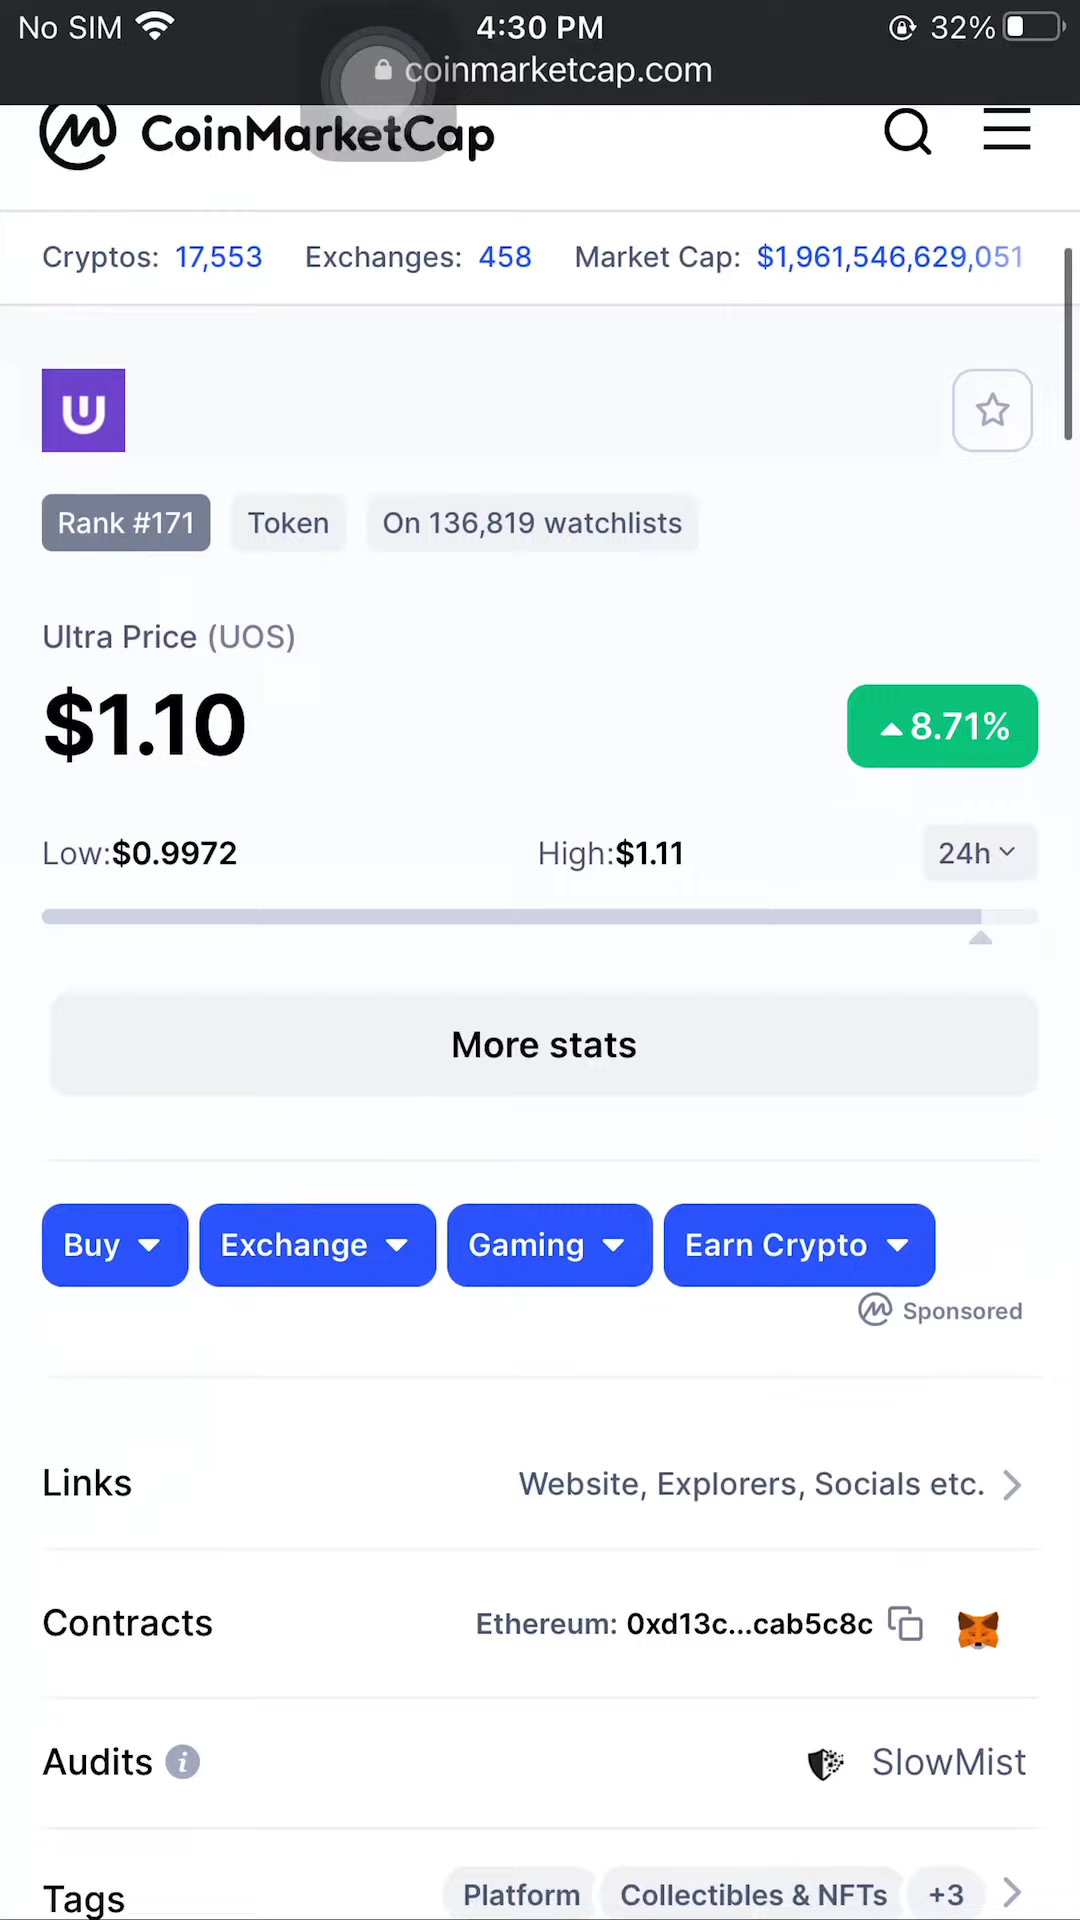 No SIM 4:30 PM 32%
coinmarketcap.com
CoinMarketCap
Cryptos: 17,553 Exchanges: 458 Market Cap: $1,961,546,629,051
Rank #171 Token On 136,819 watchlists
Ultra Price (UOS)
$1.10 8.71%
Low:$0.9972 High:$1.11 24h
More stats
Buy Exchange Gaming Earn Crypto
Sponsored
Links Website, Explorers, Socials etc.
Contracts Ethereum: 0xd13c...cab5c8c
Audits SlowMist
Tags Platform Collectibles & NFTs +3